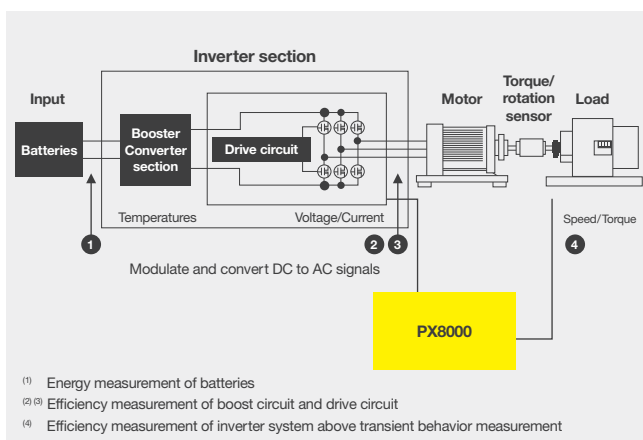 Inverter section
Input
Motor
Torque/
rotation
sensor
Load
Batteries
Booster
Converter
section
Drive circuit
Temperatures
Voltage/Current
Speed/Torque
1
2
3
4
Modulate and convert DC to AC signals
PX8000
(1) Energy measurement of batteries
(2) (3) Efficiency measurement of boost circuit and drive circuit
(4) Efficiency measurement of inverter system above transient behavior measurement